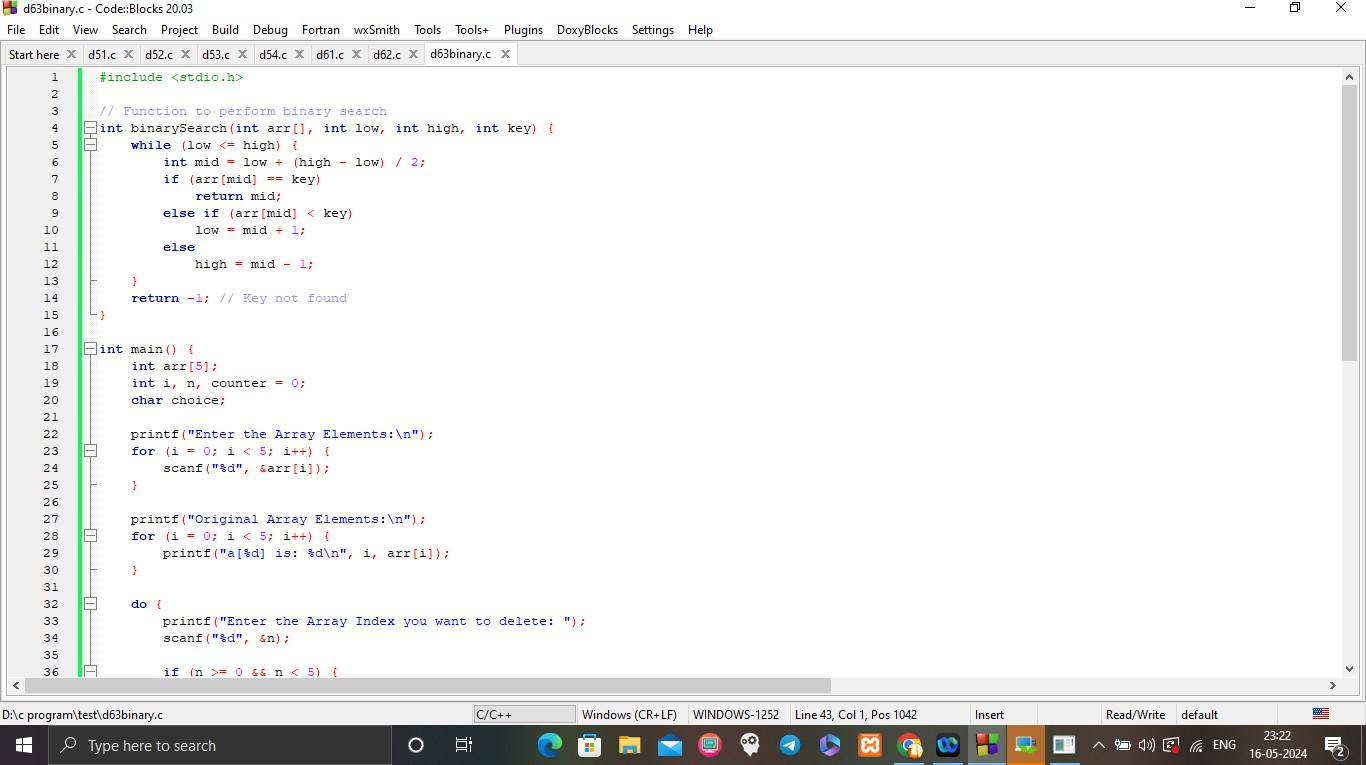 d63binary.c - Code::Blocks 20.03
File Edit View Search Project Build Debug Fortran wxSmith Tools Tools+ Plugins DoxyBlocks Settings Help
Start here X d51.c X d52.c X d53.c X d54.c X d61.c X d62.c X d63binary.c X
1 #include <stdio.h>
2
3 // Function to perform binary search
4 int binarySearch(int arr[], int low, int high, int key) {
5 while (low <= high) {
6 int mid = low + (high - low) / 2;
7 if (arr[mid] == key)
8 return mid;
9 else if (arr[mid] < key)
10 low = mid + 1;
11 else
12 high = mid - 1;
13 }
14 return -1; // Key not found
15 }
16
17 int main() {
18 int arr[5];
19 int i, n, counter = 0;
20 char choice;
21
22 printf("Enter the Array Elements:\n");
23 for (i = 0; i < 5; i++) {
24 scanf("%d", &arr[i]);
25 }
26
27 printf("Original Array Elements:\n");
28 for (i = 0; i < 5; i++) {
29 printf("a[%d] is: %d\n", i, arr[i]);
30 }
31
32 do {
33 printf("Enter the Array Index you want to delete: ");
34 scanf("%d", &n);
35
36 if (n >= 0 && n < 5) {
D:\c program\test\d63binary.c C/C++ Windows (CR+LF) WINDOWS-1252 Line 43, Col 1, Pos 1042 Insert Read/Write default
Type here to search ENG 23:22
16-05-2024 2